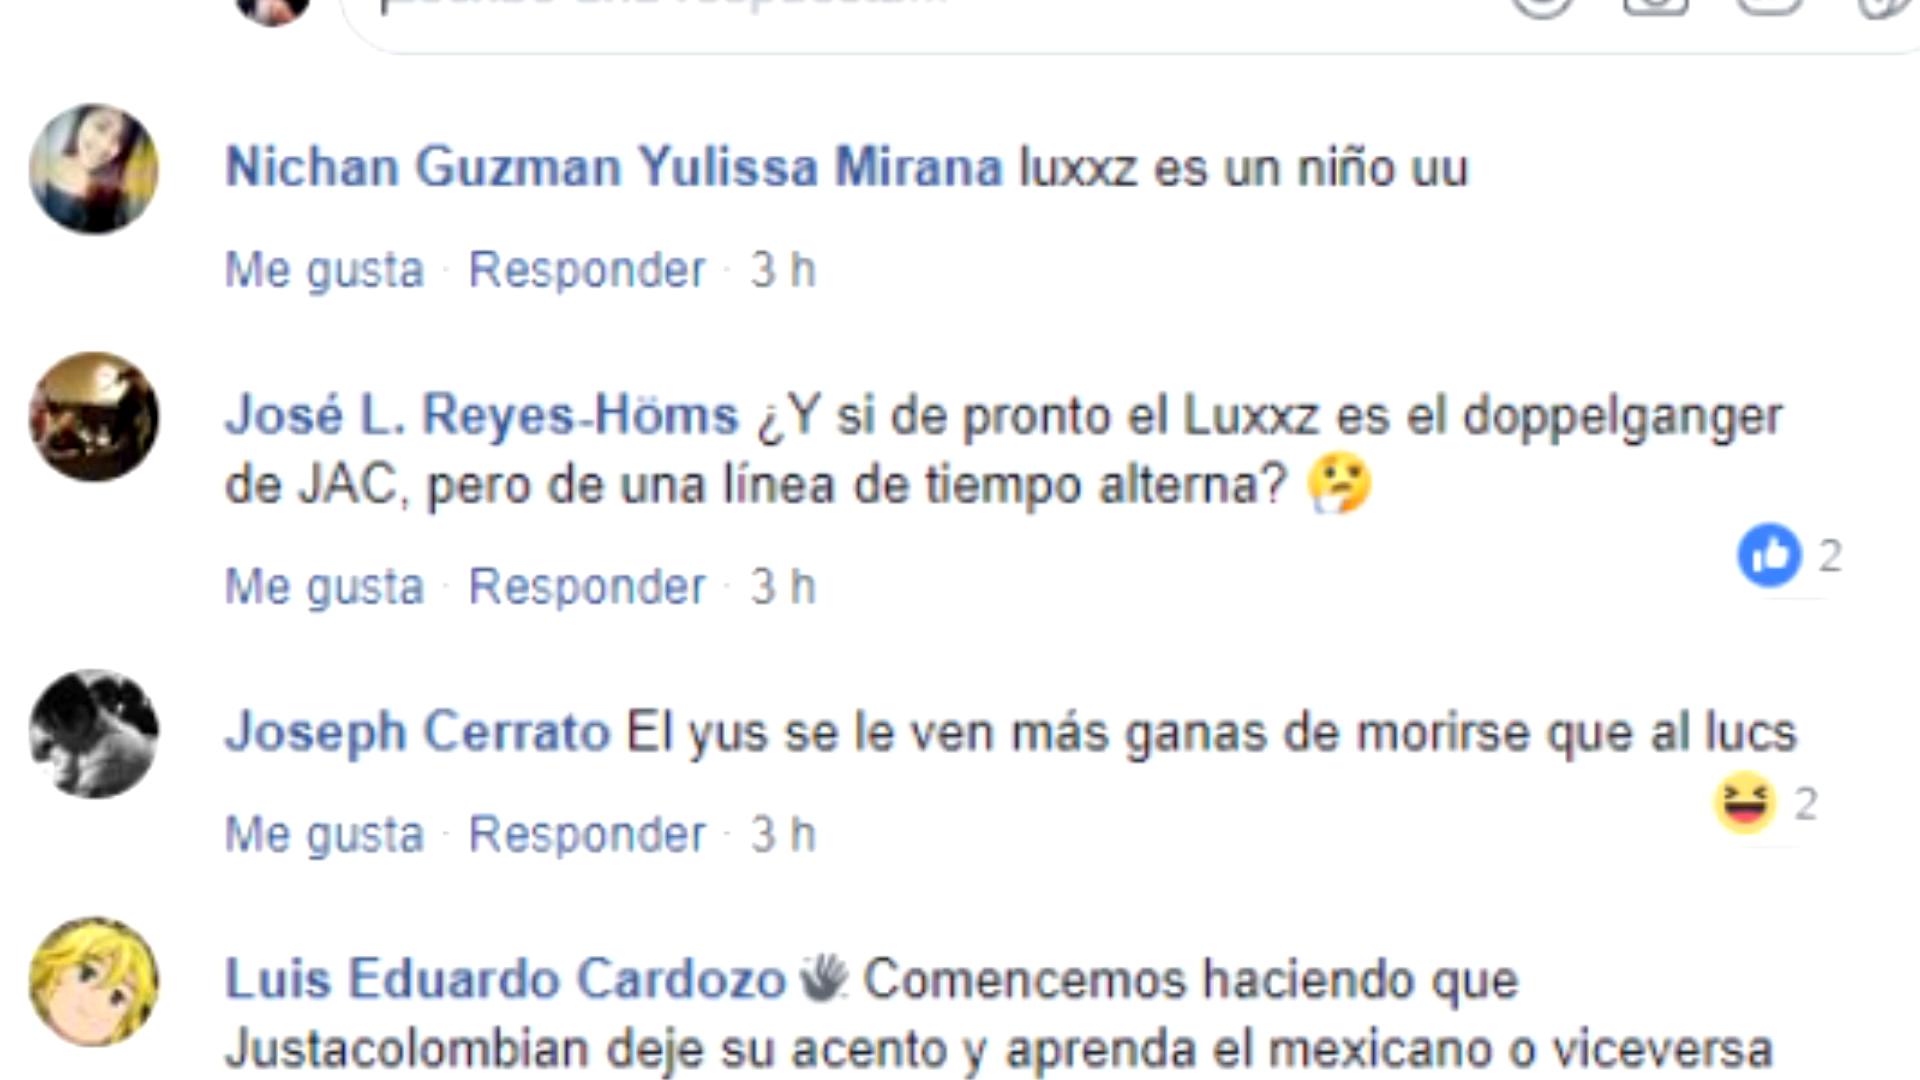 Nichan Guzman Yulissa Mirana luxxz es un niño uu
Me gusta · Responder · 3 h
José L. Reyes-Höms ¿Y si de pronto el Luxxz es el doppelganger
de JAC, pero de una línea de tiempo alterna? 🤔
2
Me gusta · Responder · 3 h
Joseph Cerrato El yus se le ven más ganas de morirse que al lucs
2
Me gusta · Responder · 3 h
Luis Eduardo Cardozo 👋 Comencemos haciendo que
Justacolombian deje su acento y aprenda el mexicano o viceversa